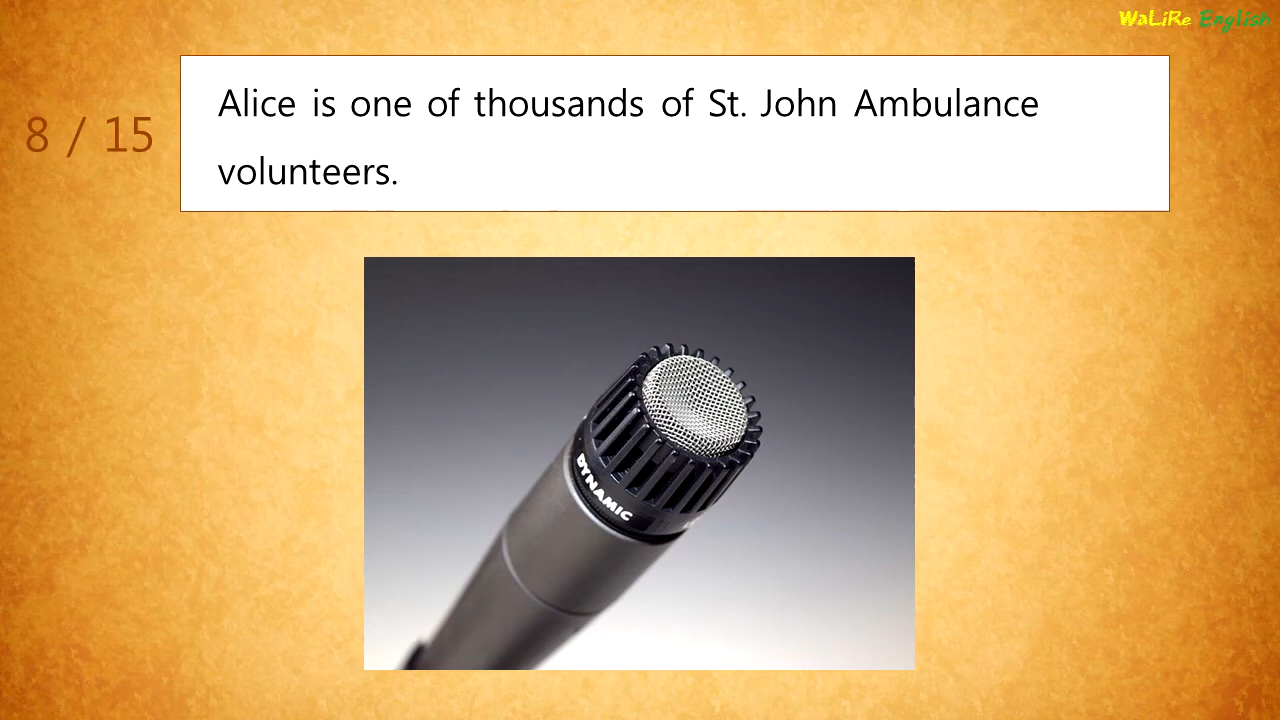 WaLiRe English
8 / 15
Alice is one of thousands of St. John Ambulance
volunteers.
DYNAMIC